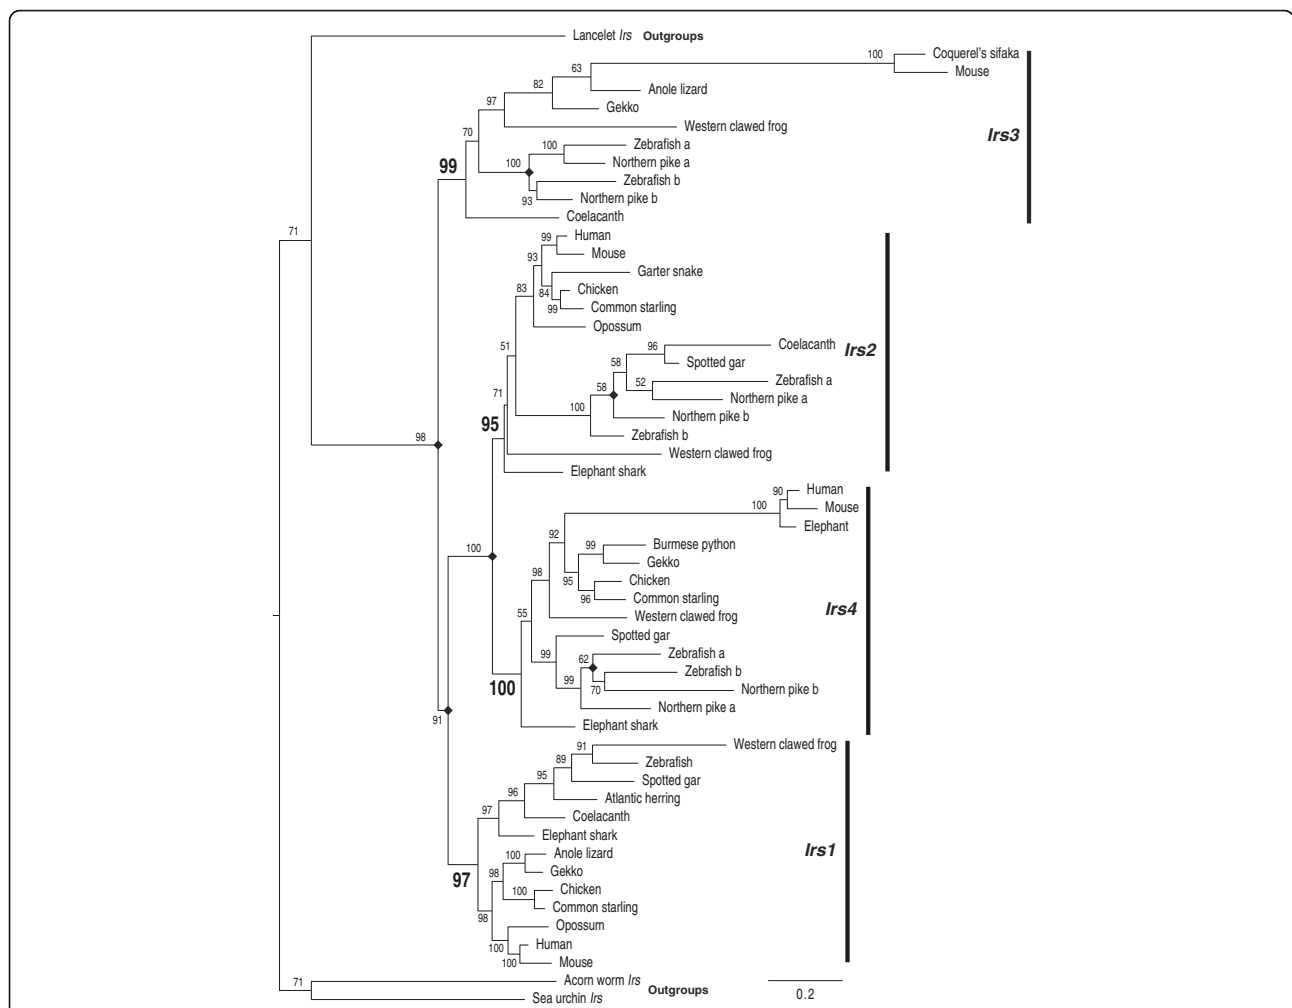 Lancelet Irs Outgroups
100 Coquerel's sifaka
63 Mouse
82 Anole lizard
97 Gekko
Western clawed frog
Irs3
70 100 Zebrafish a
99 100 Northern pike a
Zebrafish b
93 Northern pike b
Coelacanth
71
99 Human
93 Mouse
Garter snake
83 84 Chicken
99 Common starling
Opossum
96 Coelacanth
Irs2
51 58 Spotted gar
58 52 Zebrafish a
71 Northern pike a
100 Northern pike b
95 Zebrafish b
98 Western clawed frog
Elephant shark
90 Human
100 Mouse
Elephant
92
99 Burmese python
100 Gekko
98 95 Chicken
96 Common starling
Irs4
55 Western clawed frog
Spotted gar
99 62 Zebrafish a
Zebrafish b
100 99 70 Northern pike b
Northern pike a
91 Elephant shark
91 Western clawed frog
89 Zebrafish
95 Spotted gar
96 Atlantic herring
97 Coelacanth
Elephant shark
Irs1
100 Anole lizard
97 98 Gekko
100 Chicken
98 Common starling
Opossum
100 Human
100 Mouse
71 Acorn worm Irs
Outgroups
Sea urchin Irs
0.2